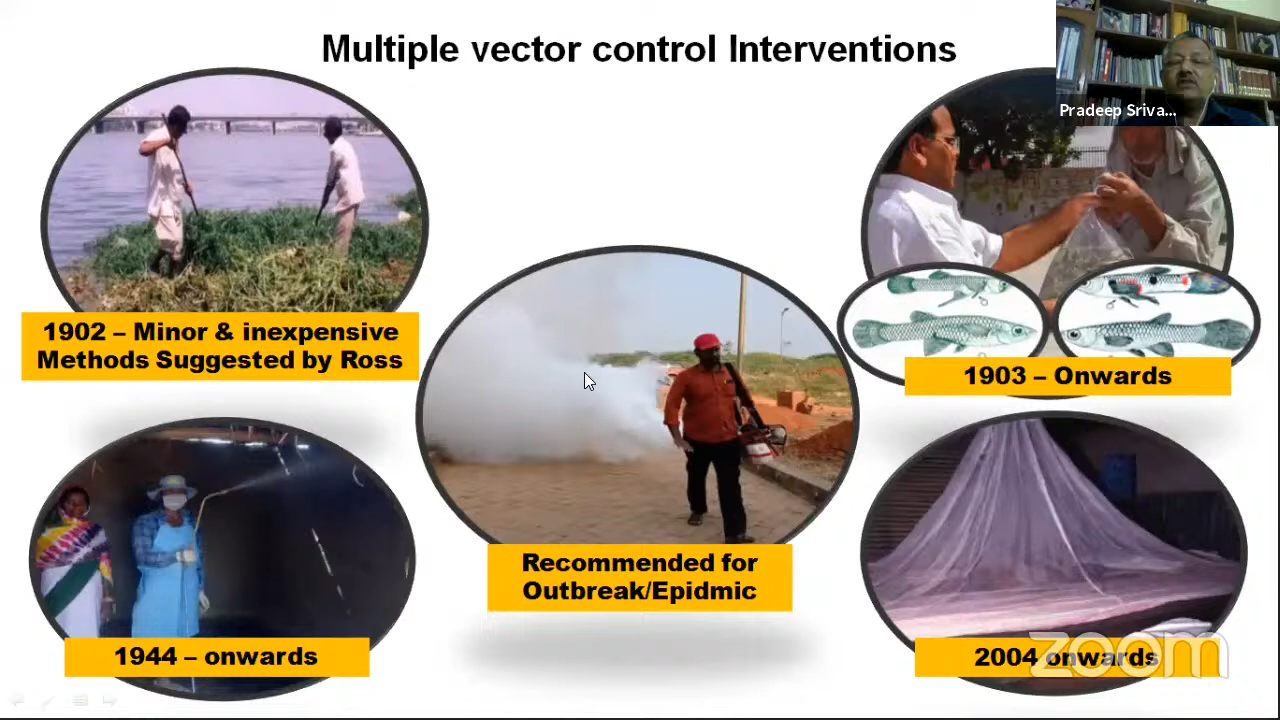 Multiple vector control Interventions
Pradeep Sriva...
1902 – Minor & inexpensive
Methods Suggested by Ross
1903 – Onwards
Recommended for
Outbreak/Epidmic
1944 – onwards
2004 onwards
zoom